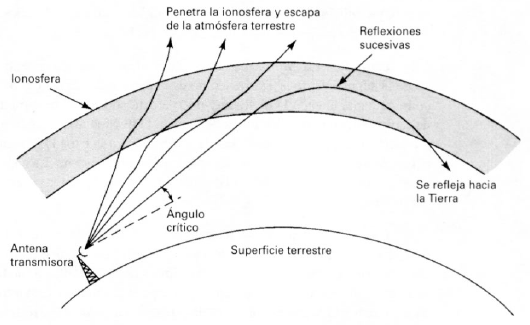 Penetra la ionosfera y escapa
de la atmósfera terrestre
Reflexiones
sucesivas
Ionosfera
Se refleja hacia
la Tierra
Ángulo
crítico
Antena
transmisora
Superficie terrestre